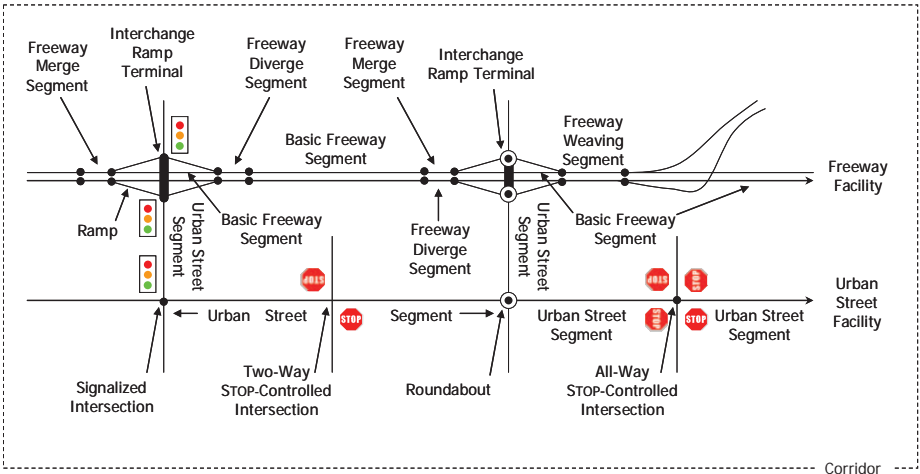 Freeway
Merge
Segment
Interchange
Ramp
Terminal
Freeway
Diverge
Segment
Freeway
Merge
Segment
Interchange
Ramp Terminal
Basic Freeway
Segment
Freeway
Weaving
Segment
Freeway
Facility
Ramp
Urban Street
Segment
Basic Freeway
Segment
Freeway
Diverge
Segment
Urban Street
Segment
Basic Freeway
Segment
STOP
STOP
STOP
Urban Street
Segment
Urban
Street
Facility
STOP
Urban Street
Segment
STOP
STOP
Urban Street
Segment
Signalized
Intersection
Two-Way
STOP-Controlled
Intersection
Roundabout
All-Way
STOP-Controlled
Intersection
Corridor